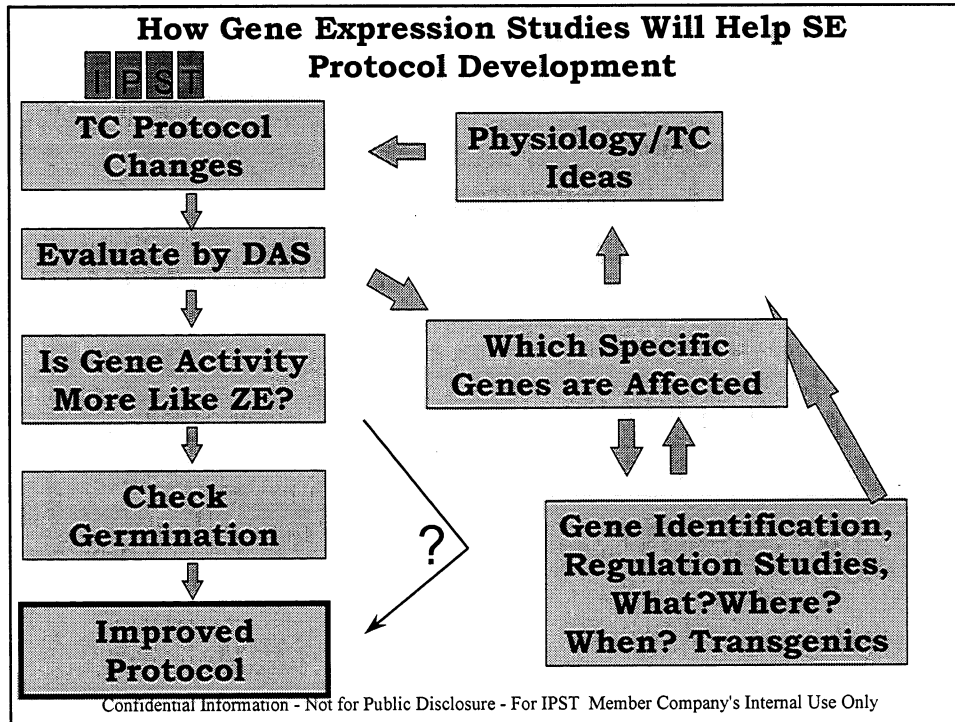 How Gene Expression Studies Will Help SE
Protocol Development
IPST
TC Protocol
Changes
Evaluate by DAS
Is Gene Activity
More Like ZE?
Check
Germination
Improved
Protocol
?
Physiology/TC
Ideas
Which Specific
Genes are Affected
Gene Identification,
Regulation Studies,
What?Where?
When? Transgenics
Confidential Information - Not for Public Disclosure - For IPST Member Company's Internal Use Only